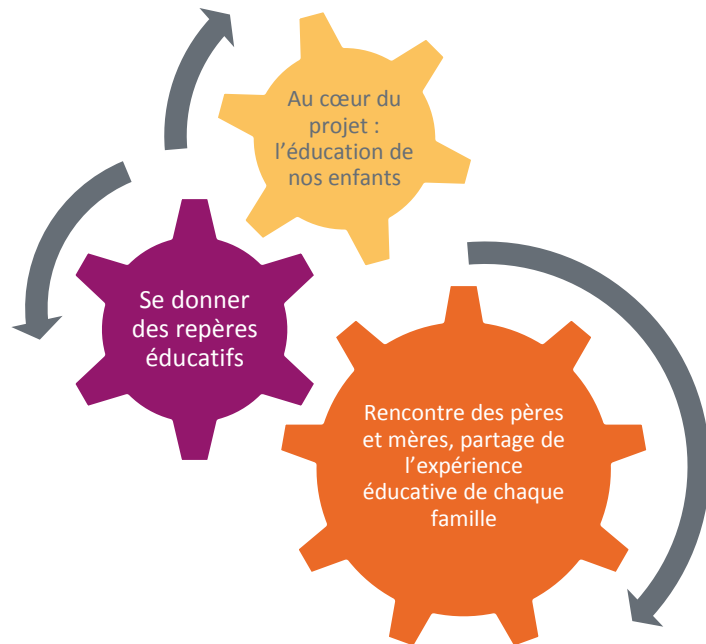 Au cœur du
projet :
l’éducation de
nos enfants
Se donner
des repères
éducatifs
Rencontre des pères
et mères, partage de
l’expérience
éducative de chaque
famille